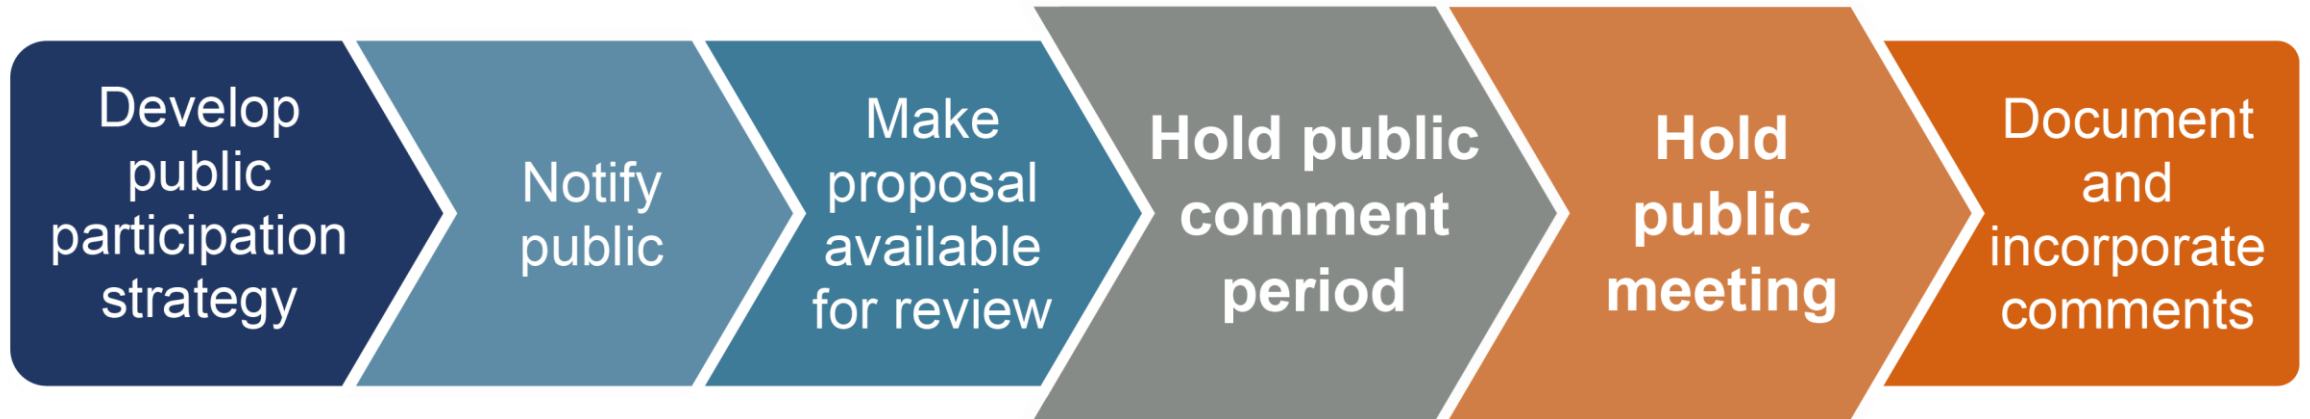 Develop
public
participation
strategy
Notify
public
Make
proposal
available
for review
Hold public
comment
period
Hold
public
meeting
Document
and
incorporate
comments